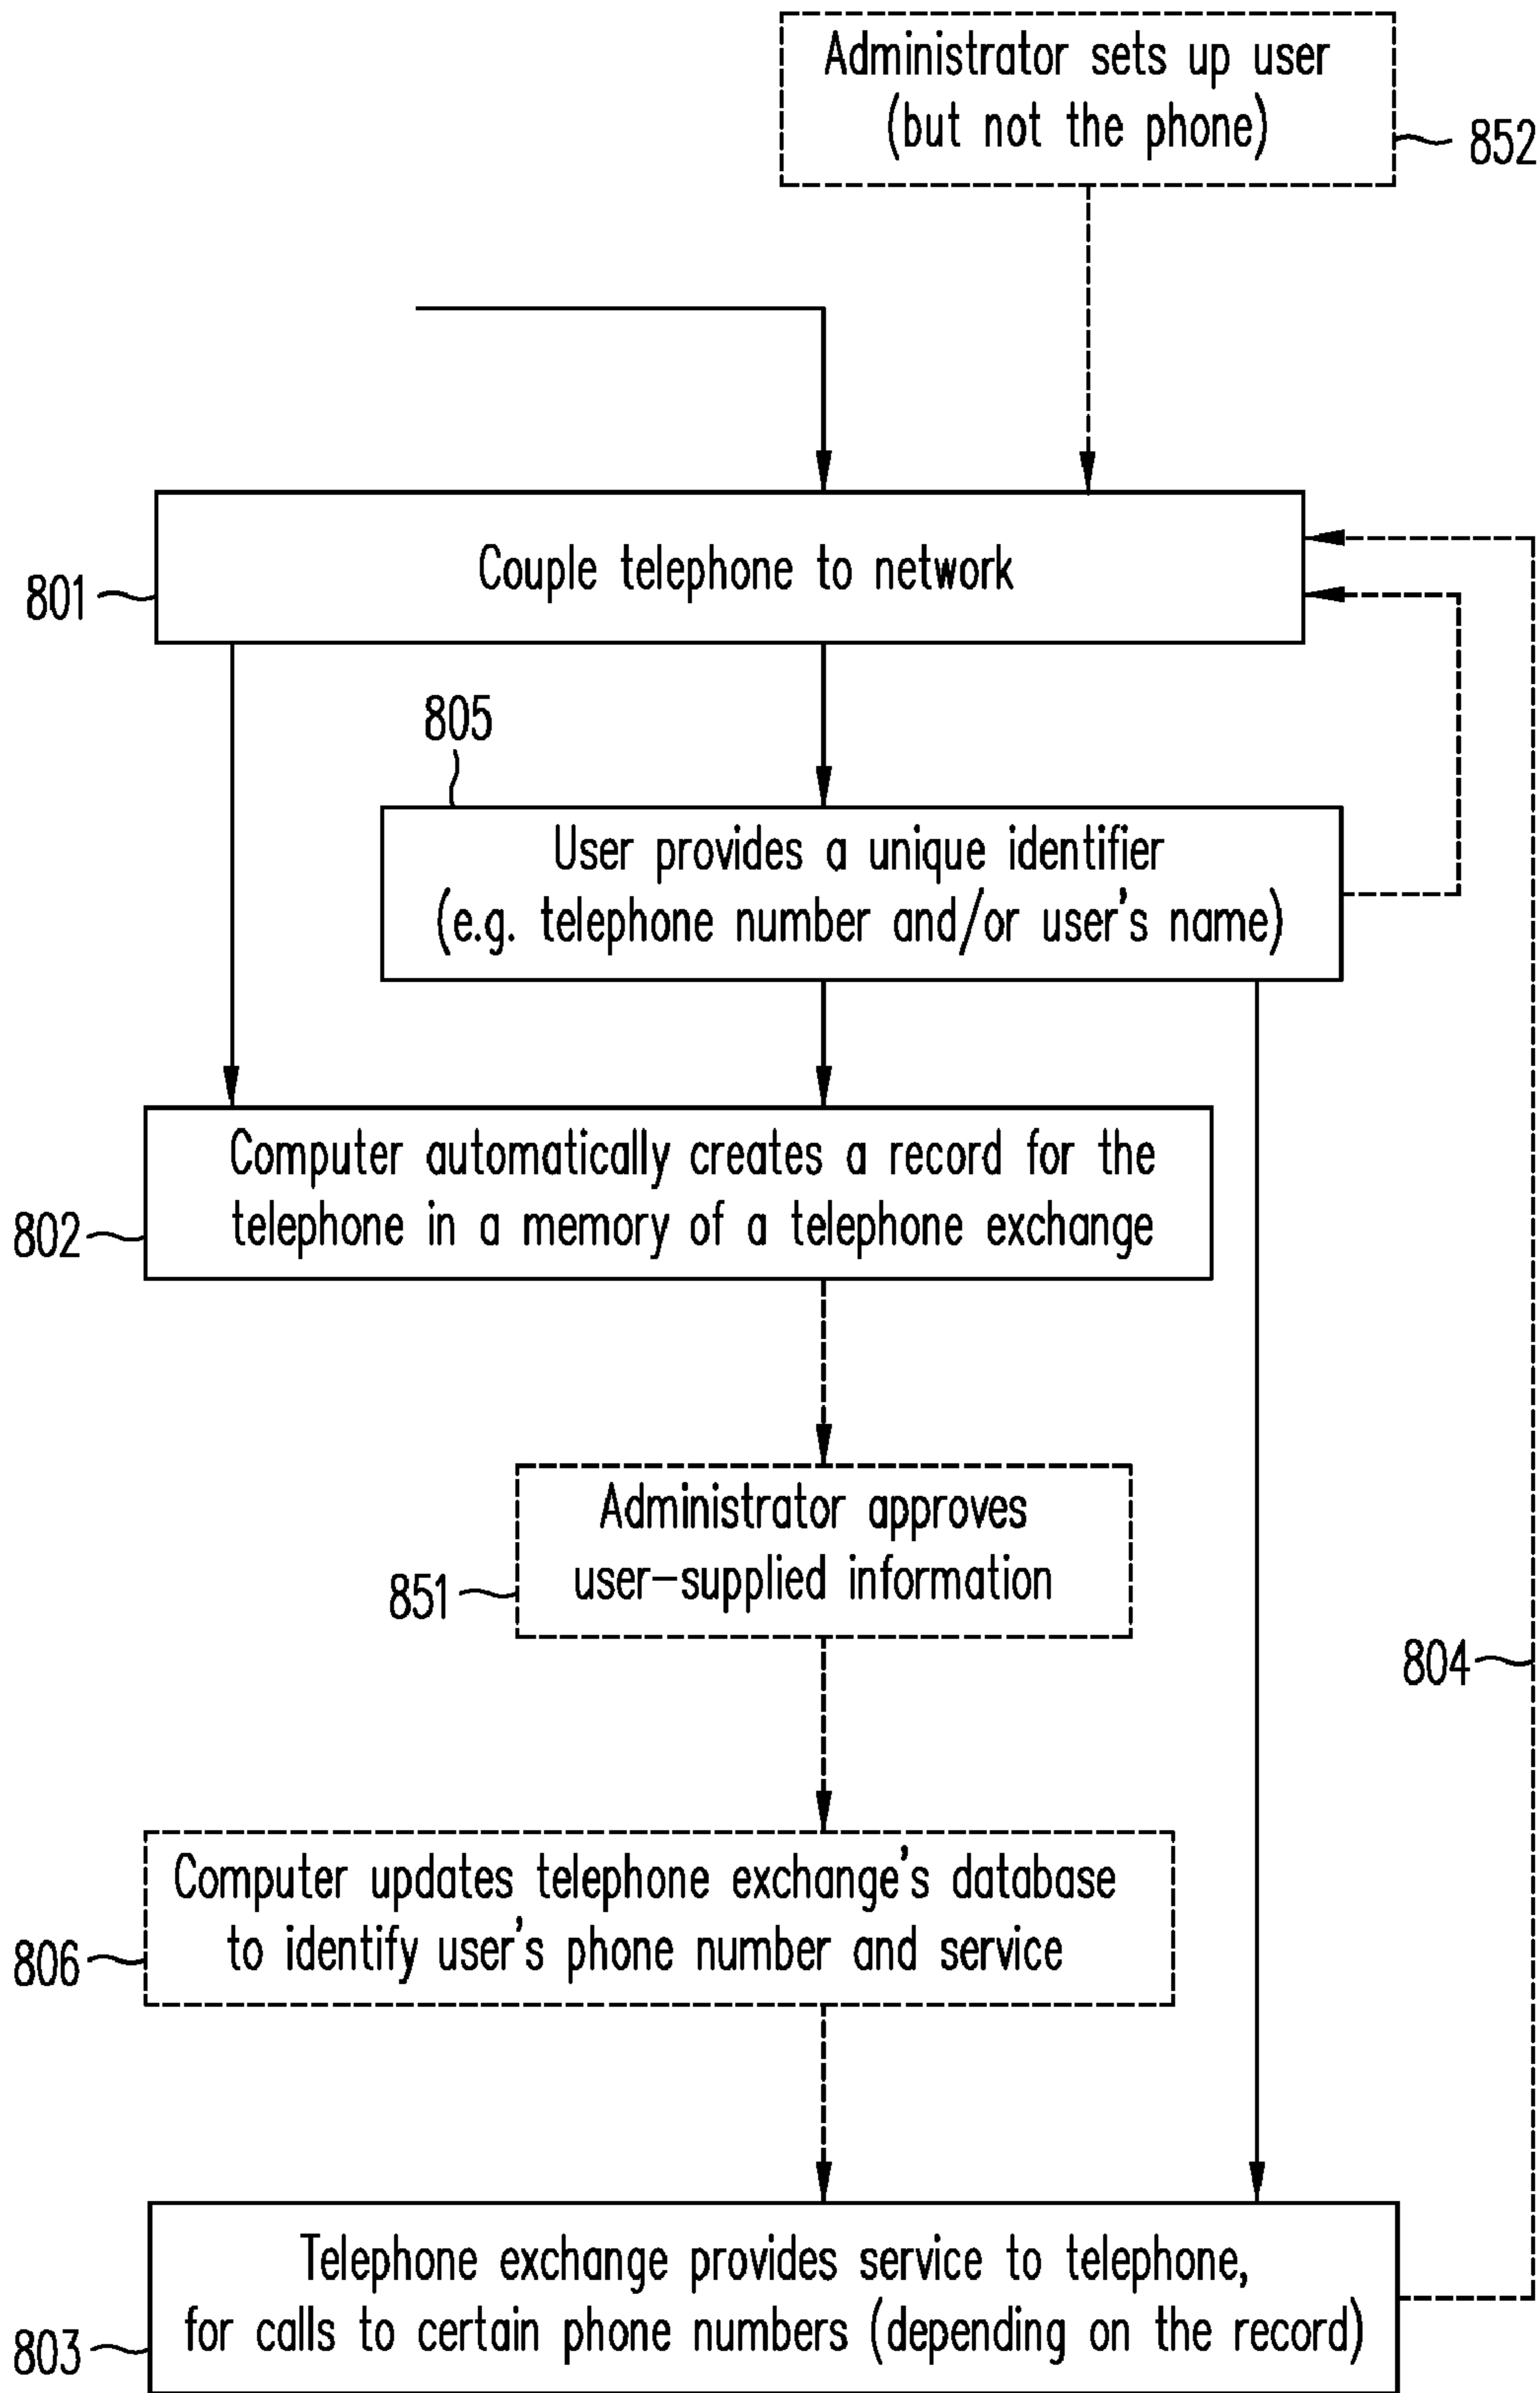 Administrator sets up user
(but not the phone)
852
Couple telephone to network
801
805
User provides a unique identifier
(e.g. telephone number and/or user's name)
Computer automatically creates a record for the
telephone in a memory of a telephone exchange
802
Administrator approves
user-supplied information
851
804
Computer updates telephone exchange's database
to identify user's phone number and service
806
Telephone exchange provides service to telephone,
for calls to certain phone numbers (depending on the record)
803